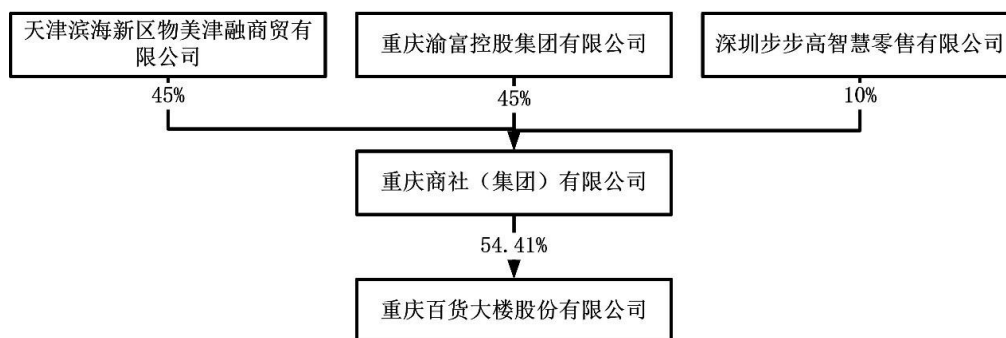 天津滨海新区物美津融商贸有
限公司
重庆渝富控股集团有限公司
深圳步步高智慧零售有限公司
45%
45%
10%
重庆商社（集团）有限公司
54.41%
重庆百货大楼股份有限公司